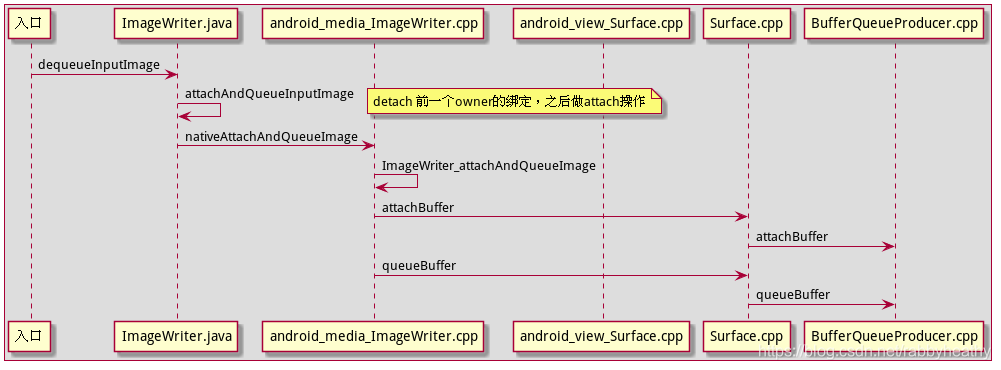 入口 ImageWriter.java android_media_ImageWriter.cpp android_view_Surface.cpp Surface.cpp BufferQueueProducer.cpp
dequeueInputImage
attachAndQueueInputImage
detach 前一个owner的绑定，之后做attach操作
nativeAttachAndQueueImage
ImageWriter_attachAndQueueImage
attachBuffer
attachBuffer
queueBuffer
queueBuffer
入口 ImageWriter.java android_media_ImageWriter.cpp android_view_Surface.cpp Surface.cpp BufferQueueProducer.cpp
https://blog.csdn.net/rabbyheathy